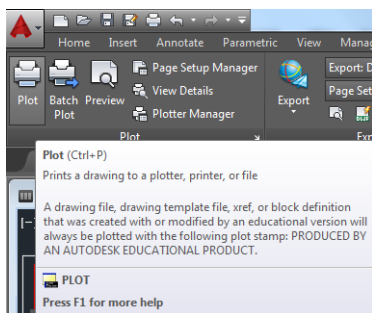 Home Insert Annotate Parametric View
Plot
Batch Plot
Preview
Page Setup Manager
View Details
Plotter Manager
Export
Export: D
Page Set
Plot
Plot (Ctrl+P)
Prints a drawing to a plotter, printer, or file
A drawing file, drawing template file, xref, or block definition
that was created with or modified by an educational version will
always be plotted with the following plot stamp: PRODUCED BY
AN AUTODESK EDUCATIONAL PRODUCT.
PLOT
Press F1 for more help